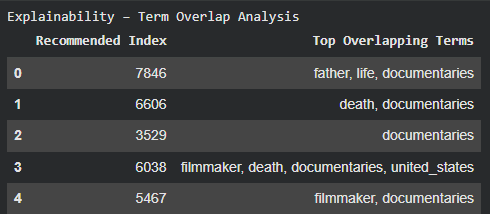 Explainability – Term Overlap Analysis
Recommended Index Top Overlapping Terms
0 7846 father, life, documentaries
1 6606 death, documentaries
2 3529 documentaries
3 6038 filmmaker, death, documentaries, united_states
4 5467 filmmaker, documentaries